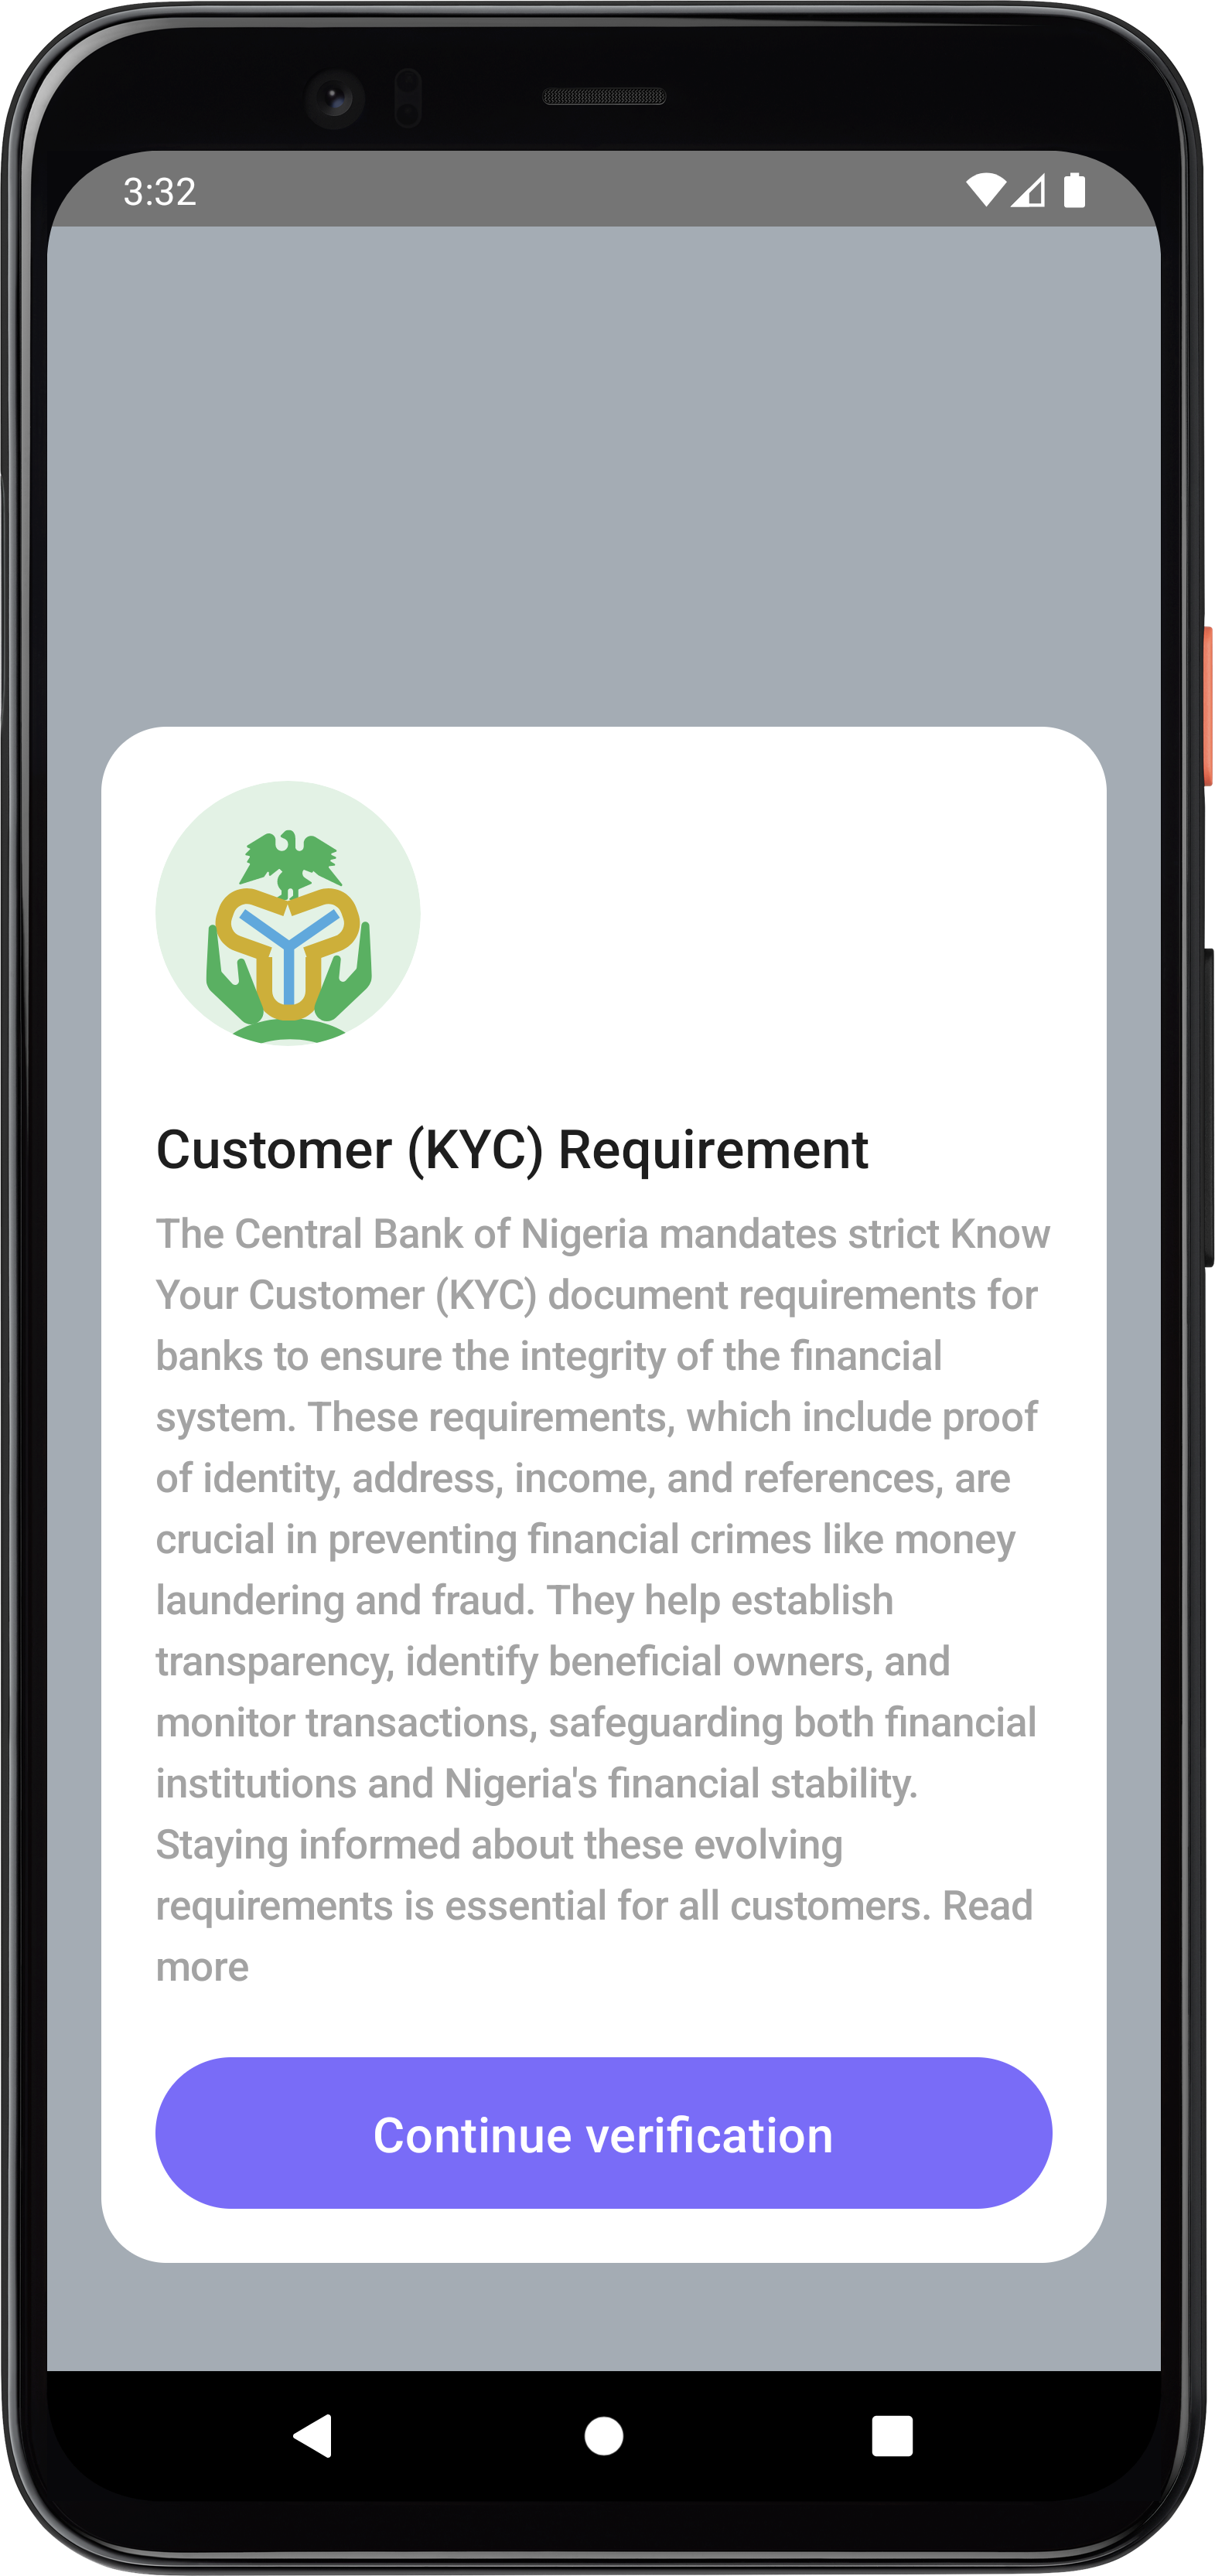 3:32
Customer (KYC) Requirement
The Central Bank of Nigeria mandates strict Know
Your Customer (KYC) document requirements for
banks to ensure the integrity of the financial
system. These requirements, which include proof
of identity, address, income, and references, are
crucial in preventing financial crimes like money
laundering and fraud. They help establish
transparency, identify beneficial owners, and
monitor transactions, safeguarding both financial
institutions and Nigeria's financial stability.
Staying informed about these evolving
requirements is essential for all customers. Read
more
Continue verification